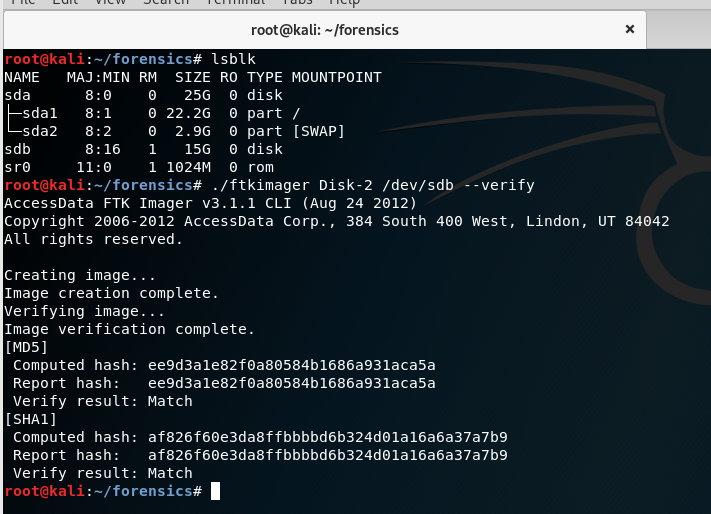 File Edit View Search Terminal Tabs Help
root@kali: ~/forensics ×
root@kali:~/forensics# lsblk
NAME   MAJ:MIN RM  SIZE RO TYPE MOUNTPOINT
sda      8:0    0   25G  0 disk
├─sda1   8:1    0 22.2G  0 part /
└─sda2   8:2    0  2.9G  0 part [SWAP]
sdb      8:16   1   15G  0 disk
sr0     11:0    1 1024M  0 rom
root@kali:~/forensics# ./ftkimager Disk-2 /dev/sdb --verify
AccessData FTK Imager v3.1.1 CLI (Aug 24 2012)
Copyright 2006-2012 AccessData Corp., 384 South 400 West, Lindon, UT 84042
All rights reserved.

Creating image...
Image creation complete.
Verifying image...
Image verification complete.
[MD5]
 Computed hash: ee9d3a1e82f0a80584b1686a931aca5a
 Report hash:   ee9d3a1e82f0a80584b1686a931aca5a
 Verify result: Match
[SHA1]
 Computed hash: af826f60e3da8ffbbbbd6b324d01a16a6a37a7b9
 Report hash:   af826f60e3da8ffbbbbd6b324d01a16a6a37a7b9
 Verify result: Match
root@kali:~/forensics#